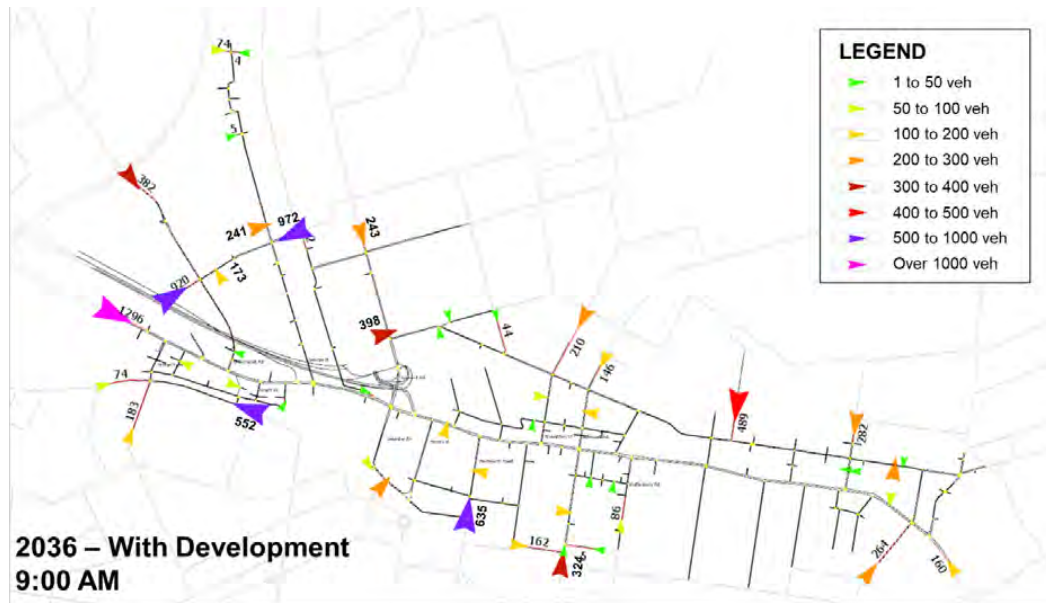 LEGEND
1 to 50 veh
50 to 100 veh
100 to 200 veh
200 to 300 veh
300 to 400 veh
400 to 500 veh
500 to 1000 veh
Over 1000 veh
74
4
5
382
241
972
2
243
173
920
1296
398
44
210
146
74
183
552
489
282
635
86
162
324
264
160
2036 – With Development
9:00 AM